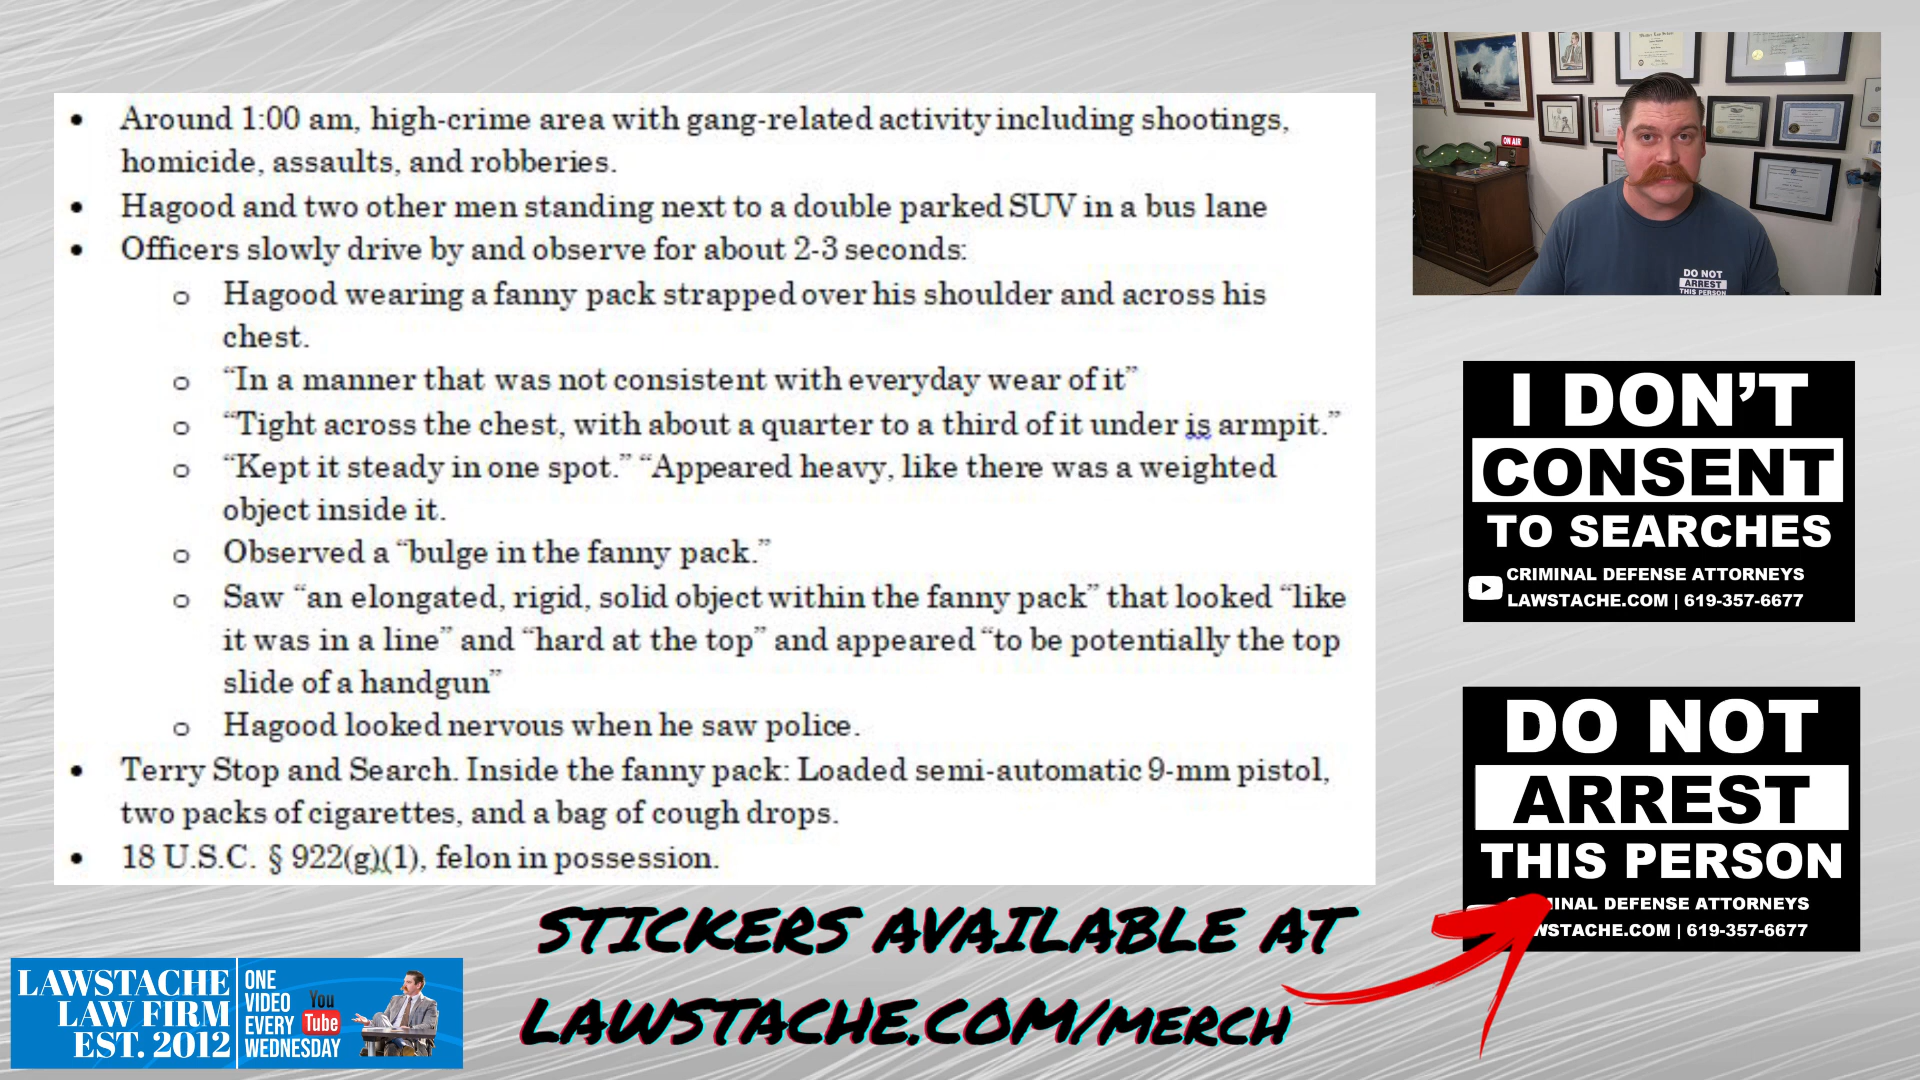 Around 1:00 am, high-crime area with gang-related activity including shootings,
homicide, assaults, and robberies.
Hagood and two other men standing next to a double parked SUV in a bus lane
Officers slowly drive by and observe for about 2-3 seconds:
Hagood wearing a fanny pack strapped over his shoulder and across his
chest.
“In a manner that was not consistent with everyday wear of it”
“Tight across the chest, with about a quarter to a third of it under is armpit.”
“Kept it steady in one spot.” “Appeared heavy, like there was a weighted
object inside it.
Observed a “bulge in the fanny pack.”
Saw “an elongated, rigid, solid object within the fanny pack” that looked “like
it was in a line” and “hard at the top” and appeared “to be potentially the top
slide of a handgun”
Hagood looked nervous when he saw police.
Terry Stop and Search. Inside the fanny pack: Loaded semi-automatic 9-mm pistol,
two packs of cigarettes, and a bag of cough drops.
18 U.S.C. § 922(g)(1), felon in possession.
ON AIR
DO NOT
ARREST
THIS PERSON
I DON'T
CONSENT
TO SEARCHES
CRIMINAL DEFENSE ATTORNEYS
LAWSTACHE.COM | 619-357-6677
DO NOT
ARREST
THIS PERSON
INAL DEFENSE ATTORNEYS
WSTACHE.COM | 619-357-6677
STICKERS AVAILABLE AT
LAWSTACHE.COM/MERCH
LAWSTACHE
LAW FIRM
EST. 2012
ONE
VIDEO
EVERY
WEDNESDAY
You
Tube